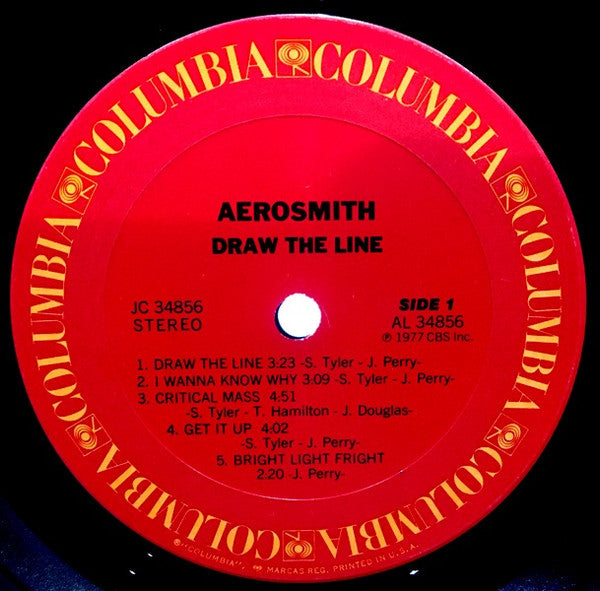 COLUMBIA COLUMBIA COLUMBIA COLUMBIA COLUMBIA COLUMBIA
AEROSMITH
DRAW THE LINE
JC 34856
STEREO
SIDE 1
AL 34856
℗ 1977 CBS Inc.
1. DRAW THE LINE 3:23 -S. Tyler - J. Perry-
2. I WANNA KNOW WHY 3:09 -S. Tyler - J. Perry-
3. CRITICAL MASS 4:51
-S. Tyler - T. Hamilton - J. Douglas-
4. GET IT UP 4:02
-S. Tyler - J. Perry-
5. BRIGHT LIGHT FRIGHT
2:20 -J. Perry-
"COLUMBIA", MARCAS REG. PRINTED IN U.S.A.